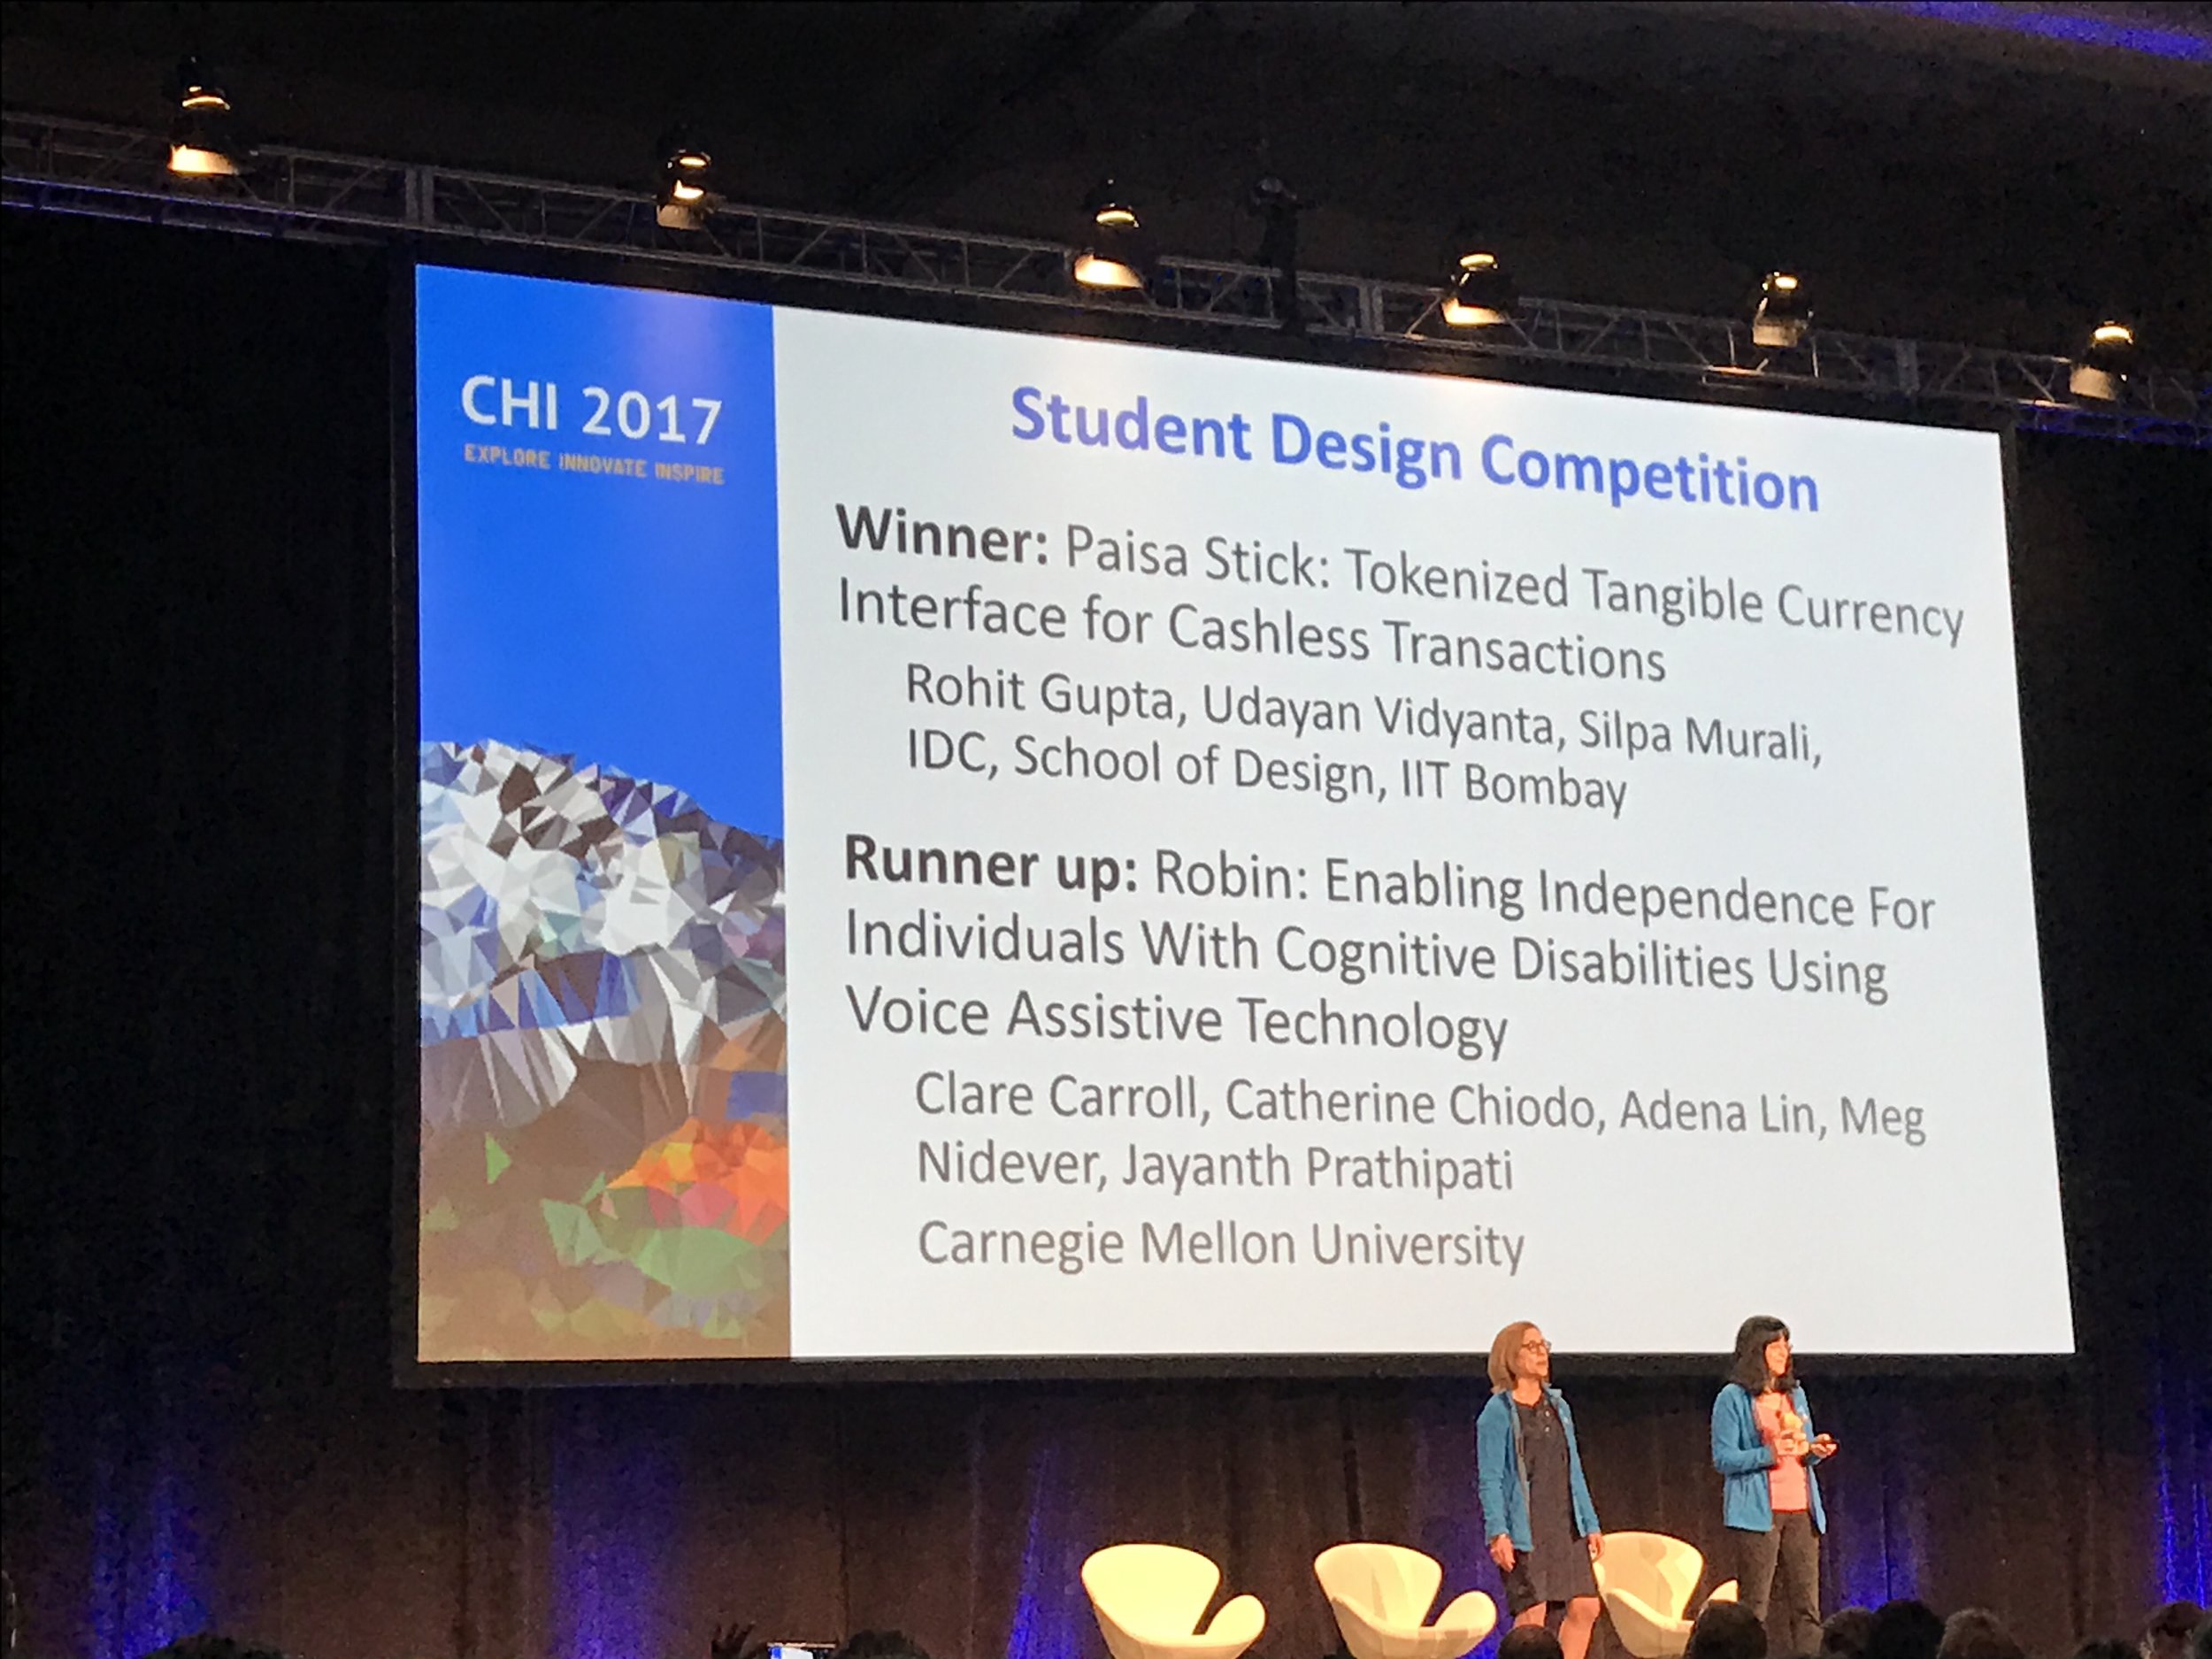 CHI 2017
EXPLORE INNOVATE INSPIRE
Student Design Competition
Winner: Paisa Stick: Tokenized Tangible Currency
Interface for Cashless Transactions
Rohit Gupta, Udayan Vidyanta, Silpa Murali,
IDC, School of Design, IIT Bombay
Runner up: Robin: Enabling Independence For
Individuals With Cognitive Disabilities Using
Voice Assistive Technology
Clare Carroll, Catherine Chiodo, Adena Lin, Meg
Nidever, Jayanth Prathipati
Carnegie Mellon University